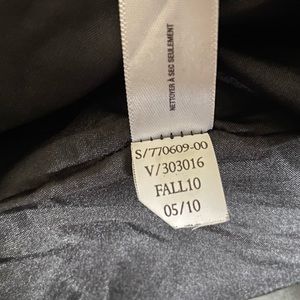 NETTOYER À SEC SEULEMENT
S/770609-00
V/303016
FALL10
05/10